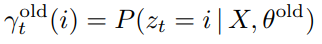 γ_t^old(i) = P(z_t = i | X, θ^old)